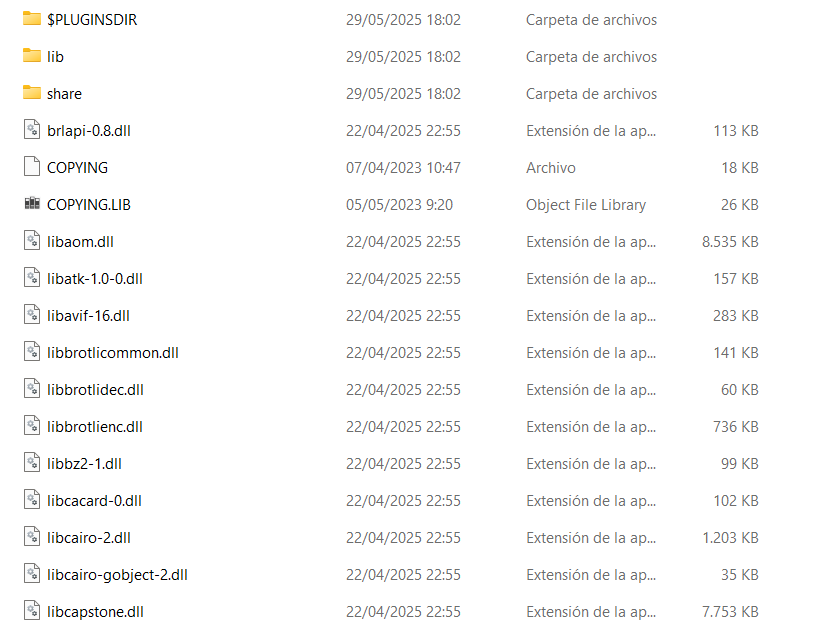 $PLUGINSDIR 29/05/2025 18:02 Carpeta de archivos
lib 29/05/2025 18:02 Carpeta de archivos
share 29/05/2025 18:02 Carpeta de archivos
brlapi-0.8.dll 22/04/2025 22:55 Extensión de la ap... 113 KB
COPYING 07/04/2023 10:47 Archivo 18 KB
COPYING.LIB 05/05/2023 9:20 Object File Library 26 KB
libaom.dll 22/04/2025 22:55 Extensión de la ap... 8.535 KB
libatk-1.0-0.dll 22/04/2025 22:55 Extensión de la ap... 157 KB
libavif-16.dll 22/04/2025 22:55 Extensión de la ap... 283 KB
libbrotlicommon.dll 22/04/2025 22:55 Extensión de la ap... 141 KB
libbrotlidec.dll 22/04/2025 22:55 Extensión de la ap... 60 KB
libbrotlienc.dll 22/04/2025 22:55 Extensión de la ap... 736 KB
libbz2-1.dll 22/04/2025 22:55 Extensión de la ap... 99 KB
libcacard-0.dll 22/04/2025 22:55 Extensión de la ap... 102 KB
libcairo-2.dll 22/04/2025 22:55 Extensión de la ap... 1.203 KB
libcairo-gobject-2.dll 22/04/2025 22:55 Extensión de la ap... 35 KB
libcapstone.dll 22/04/2025 22:55 Extensión de la ap... 7.753 KB